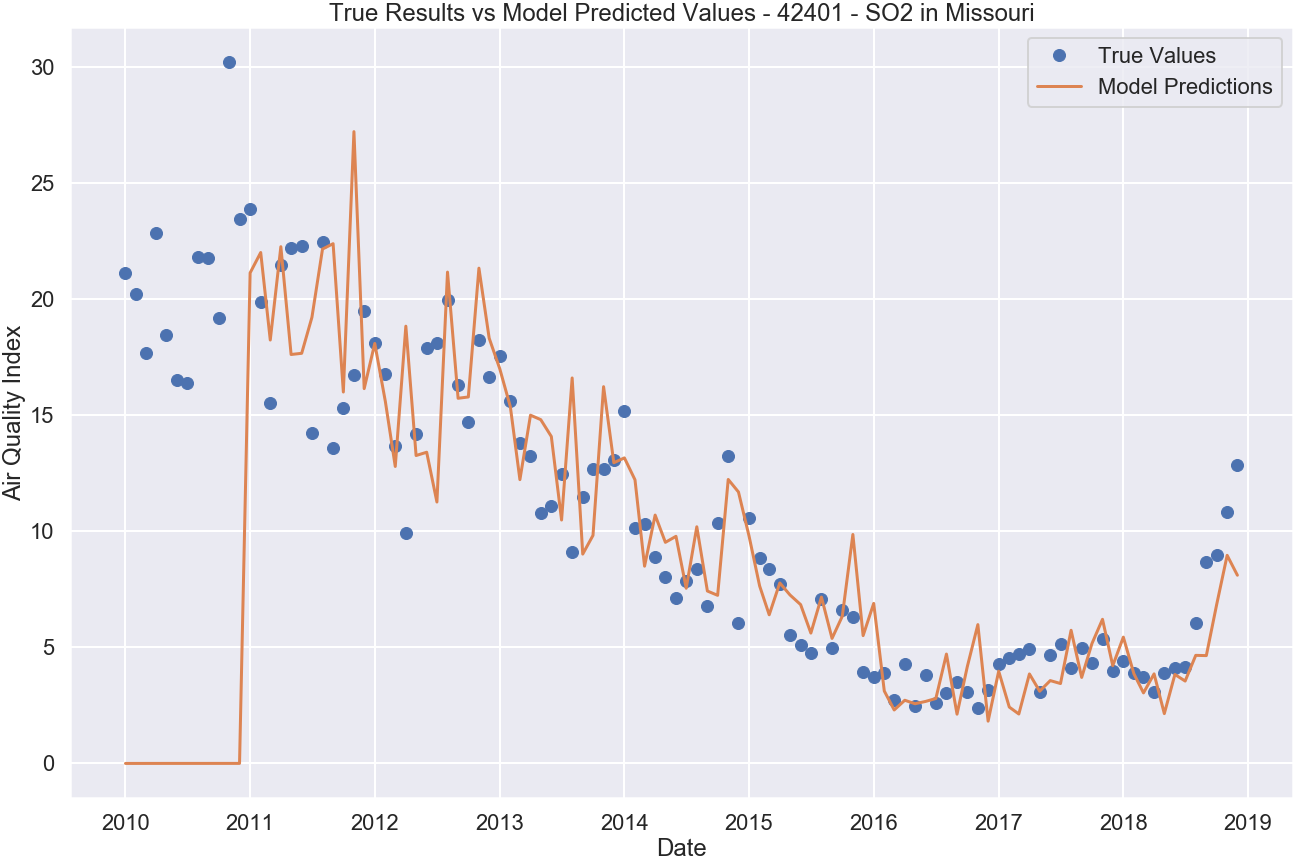 True Results vs Model Predicted Values - 42401 - SO2 in Missouri
True Values
Model Predictions
30
25
20
15
10
5
0
Air Quality Index
2010 2011 2012 2013 2014 2015 2016 2017 2018 2019
Date